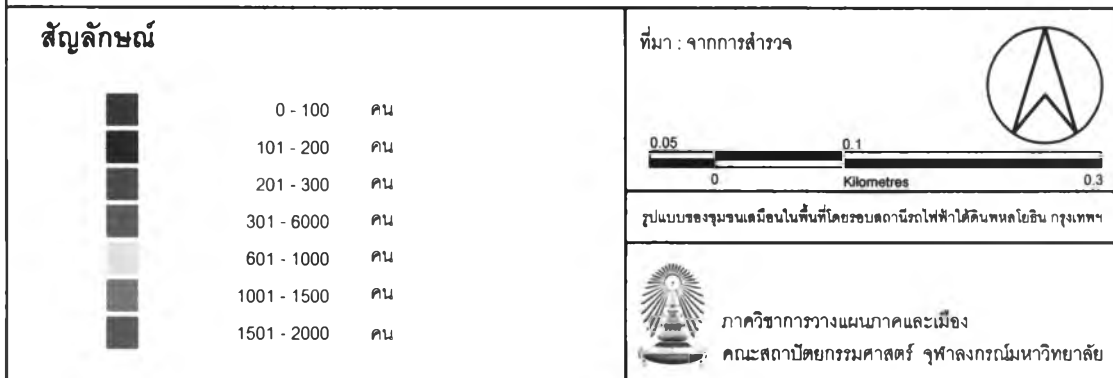 สัญลักษณ์
0 - 100 คน
101 - 200 คน
201 - 300 คน
301 - 6000 คน
601 - 1000 คน
1001 - 1500 คน
1501 - 2000 คน
ที่มา : จากการสำรวจ
0.05 0.1
0 Kilometres 0.3
รูปแบบของชุมชนเสมือนในพื้นที่โดยรอบสถานีรถไฟฟ้าใต้ดินพหลโยธิน กรุงเทพฯ
ภาควิชาการวางแผนภาคและเมือง
คณะสถาปัตยกรรมศาสตร์ จุฬาลงกรณ์มหาวิทยาลัย